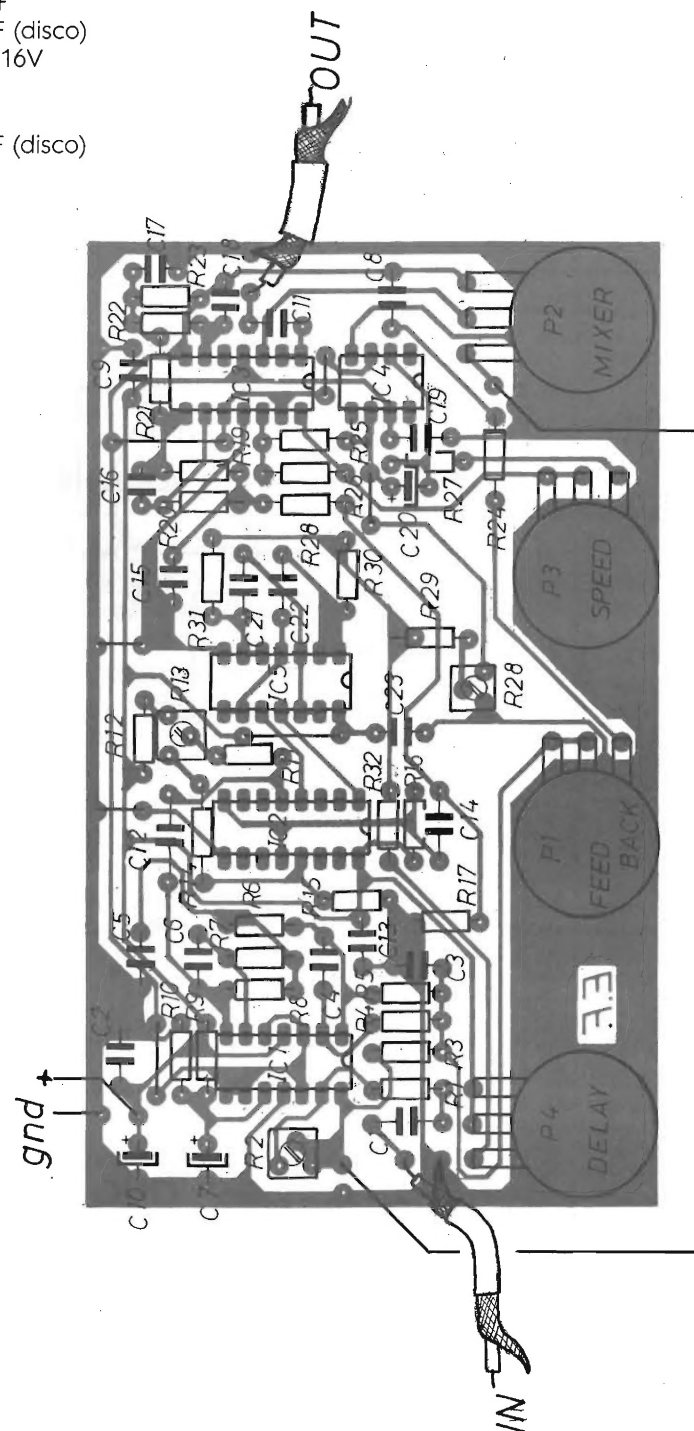 F (disco)
16V
F (disco)
OUT
C17
R23
C18
R22
C11
C8
C9
IC3
IC4
P2
MIXER
R21
C19
C16
R19
R25
R27
R26
C20
R24
C15
R28
R30
R29
P3
SPEED
R31
C21
C22
IC5
R13
C23
R28
R12
R32
R16
C12
IC2
C14
P1
FEED
BACK
R6
R15
R17
C5
C6
R7
C13
R5
C3
C2
R10
R9
R8
C4
R4
R3
IC1
R1
gnd
+
R2
P4
DELAY
C10
C7
IN